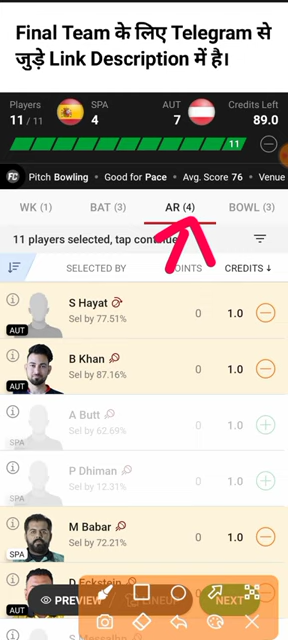 Final Team के लिए Telegram से
जुड़े Link Description में है।
Players SPA AUT Credits Left
11 / 11 4 7 89.0
11
FC Pitch Bowling • Good for Pace • Avg. Score 76 • Venue
WK (1) BAT (3) AR (4) BOWL (3)
11 players selected, tap continue
SELECTED BY POINTS CREDITS ↓
S Hayat
Sel by 77.51% 0 1.0
AUT
B Khan
Sel by 87.16% 0 1.0
AUT
A Butt
Sel by 62.69% 0 1.0
SPA
P Dhiman
Sel by 12.31% 0 1.0
SPA
M Babar
Sel by 72.21% 0 1.0
SPA
D Eckstein
AUT
PREVIEW LINEUP NEXT